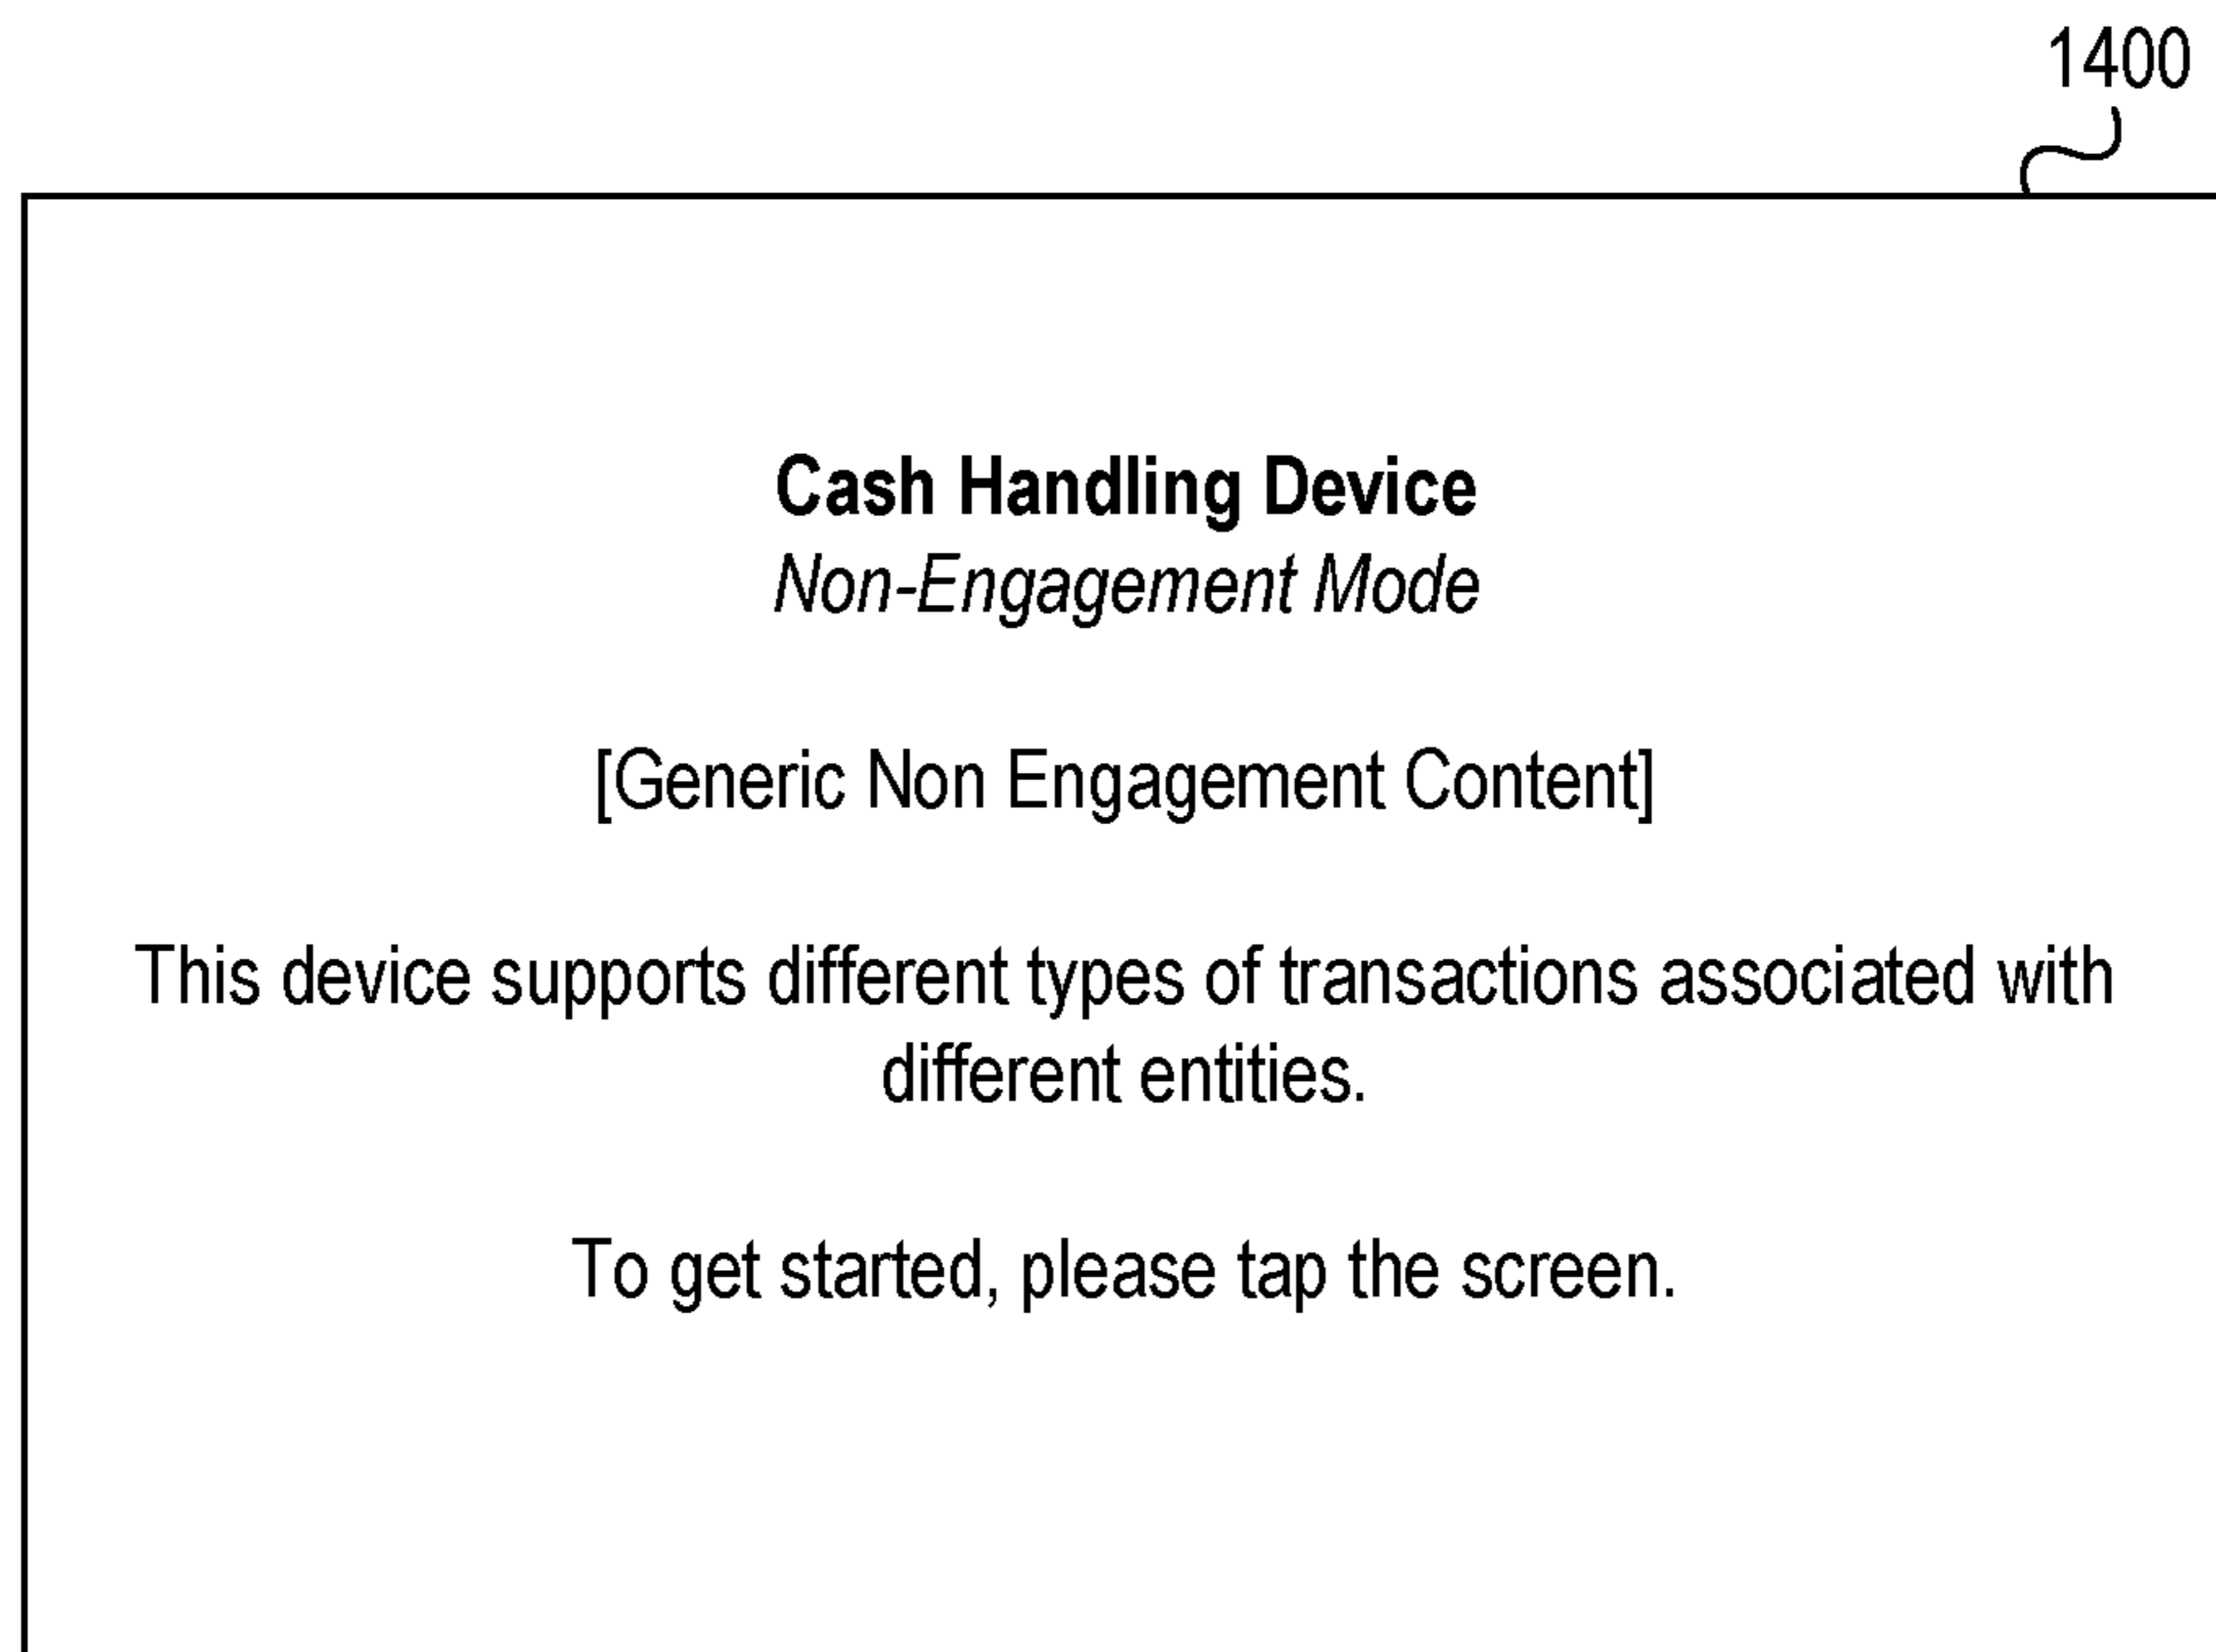 1400
Cash Handling Device
Non-Engagement Mode
[Generic Non Engagement Content]
This device supports different types of transactions associated with
different entities.
To get started, please tap the screen.